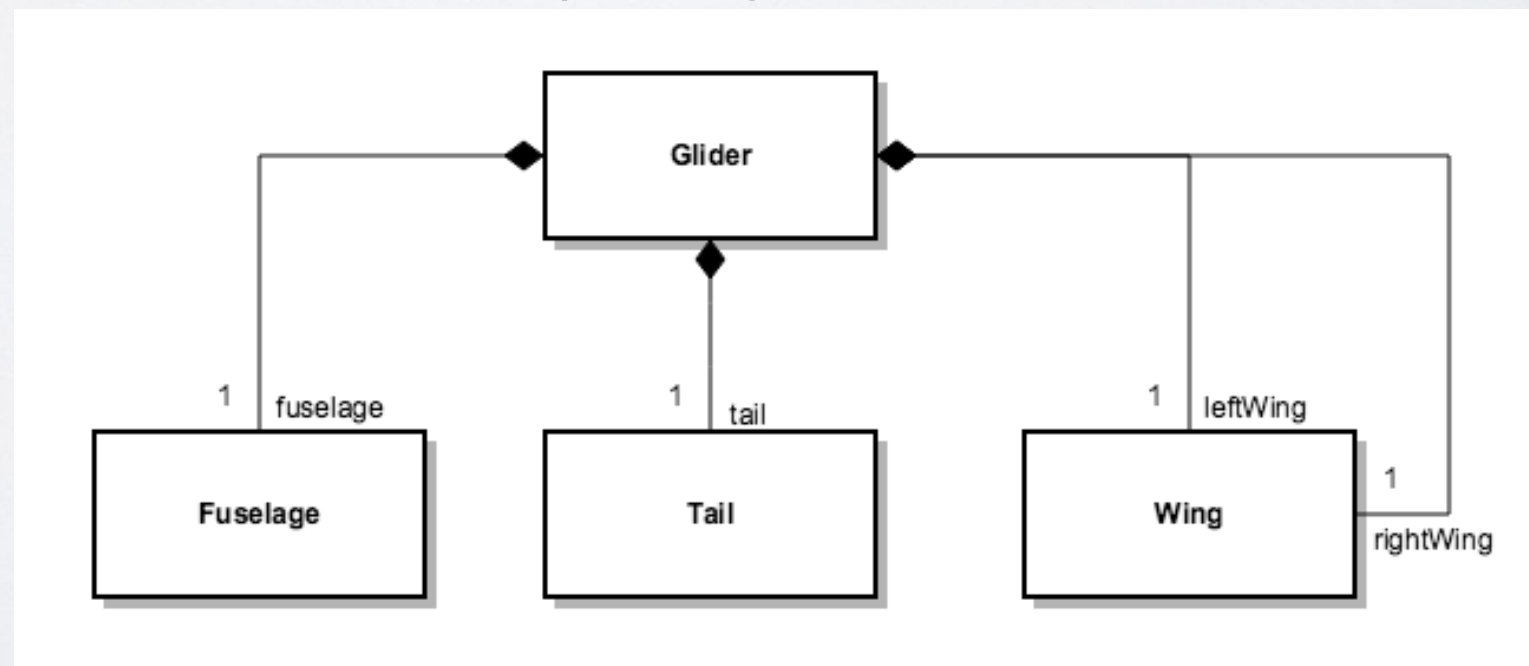 Glider
1
fuselage
1
tail
1
leftWing
1
rightWing
Fuselage
Tail
Wing